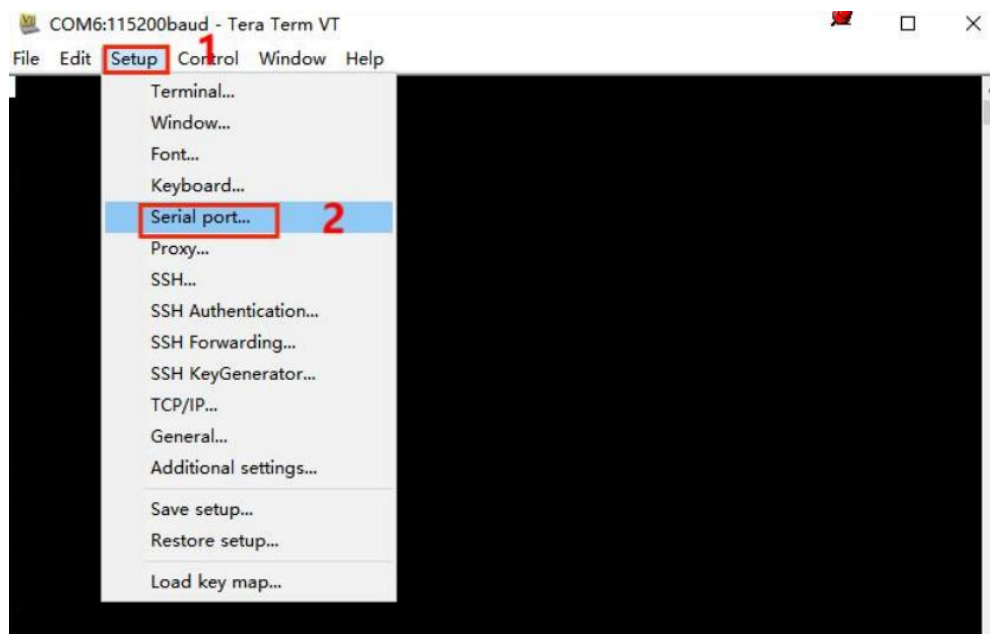 COM6:115200baud - Tera Term VT
1
File Edit Setup Control Window Help
Terminal...
Window...
Font...
Keyboard...
Serial port... 2
Proxy...
SSH...
SSH Authentication...
SSH Forwarding...
SSH KeyGenerator...
TCP/IP...
General...
Additional settings...
Save setup...
Restore setup...
Load key map...